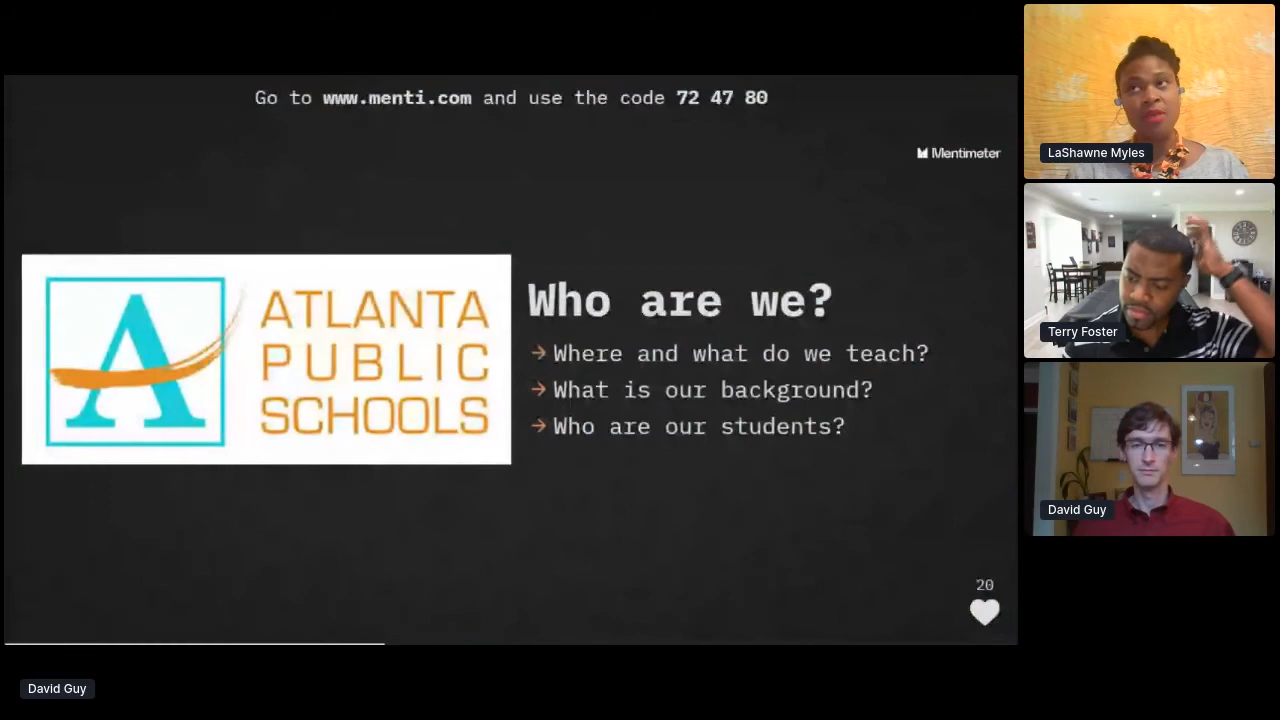 Go to www.menti.com and use the code 72 47 80
Mentimeter
A
ATLANTA
PUBLIC
SCHOOLS
Who are we?
→ Where and what do we teach?
→ What is our background?
→ Who are our students?
20
David Guy
LaShawne Myles
Terry Foster
David Guy